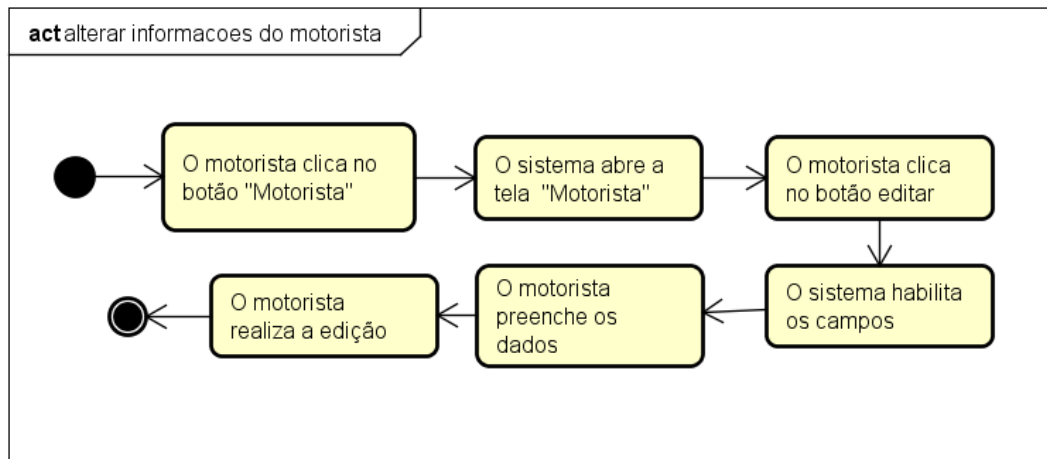 act alterar informacoes do motorista
O motorista clica no
botão "Motorista"
O sistema abre a
tela "Motorista"
O motorista clica
no botão editar
O sistema habilita
os campos
O motorista
preenche os
dados
O motorista
realiza a edição